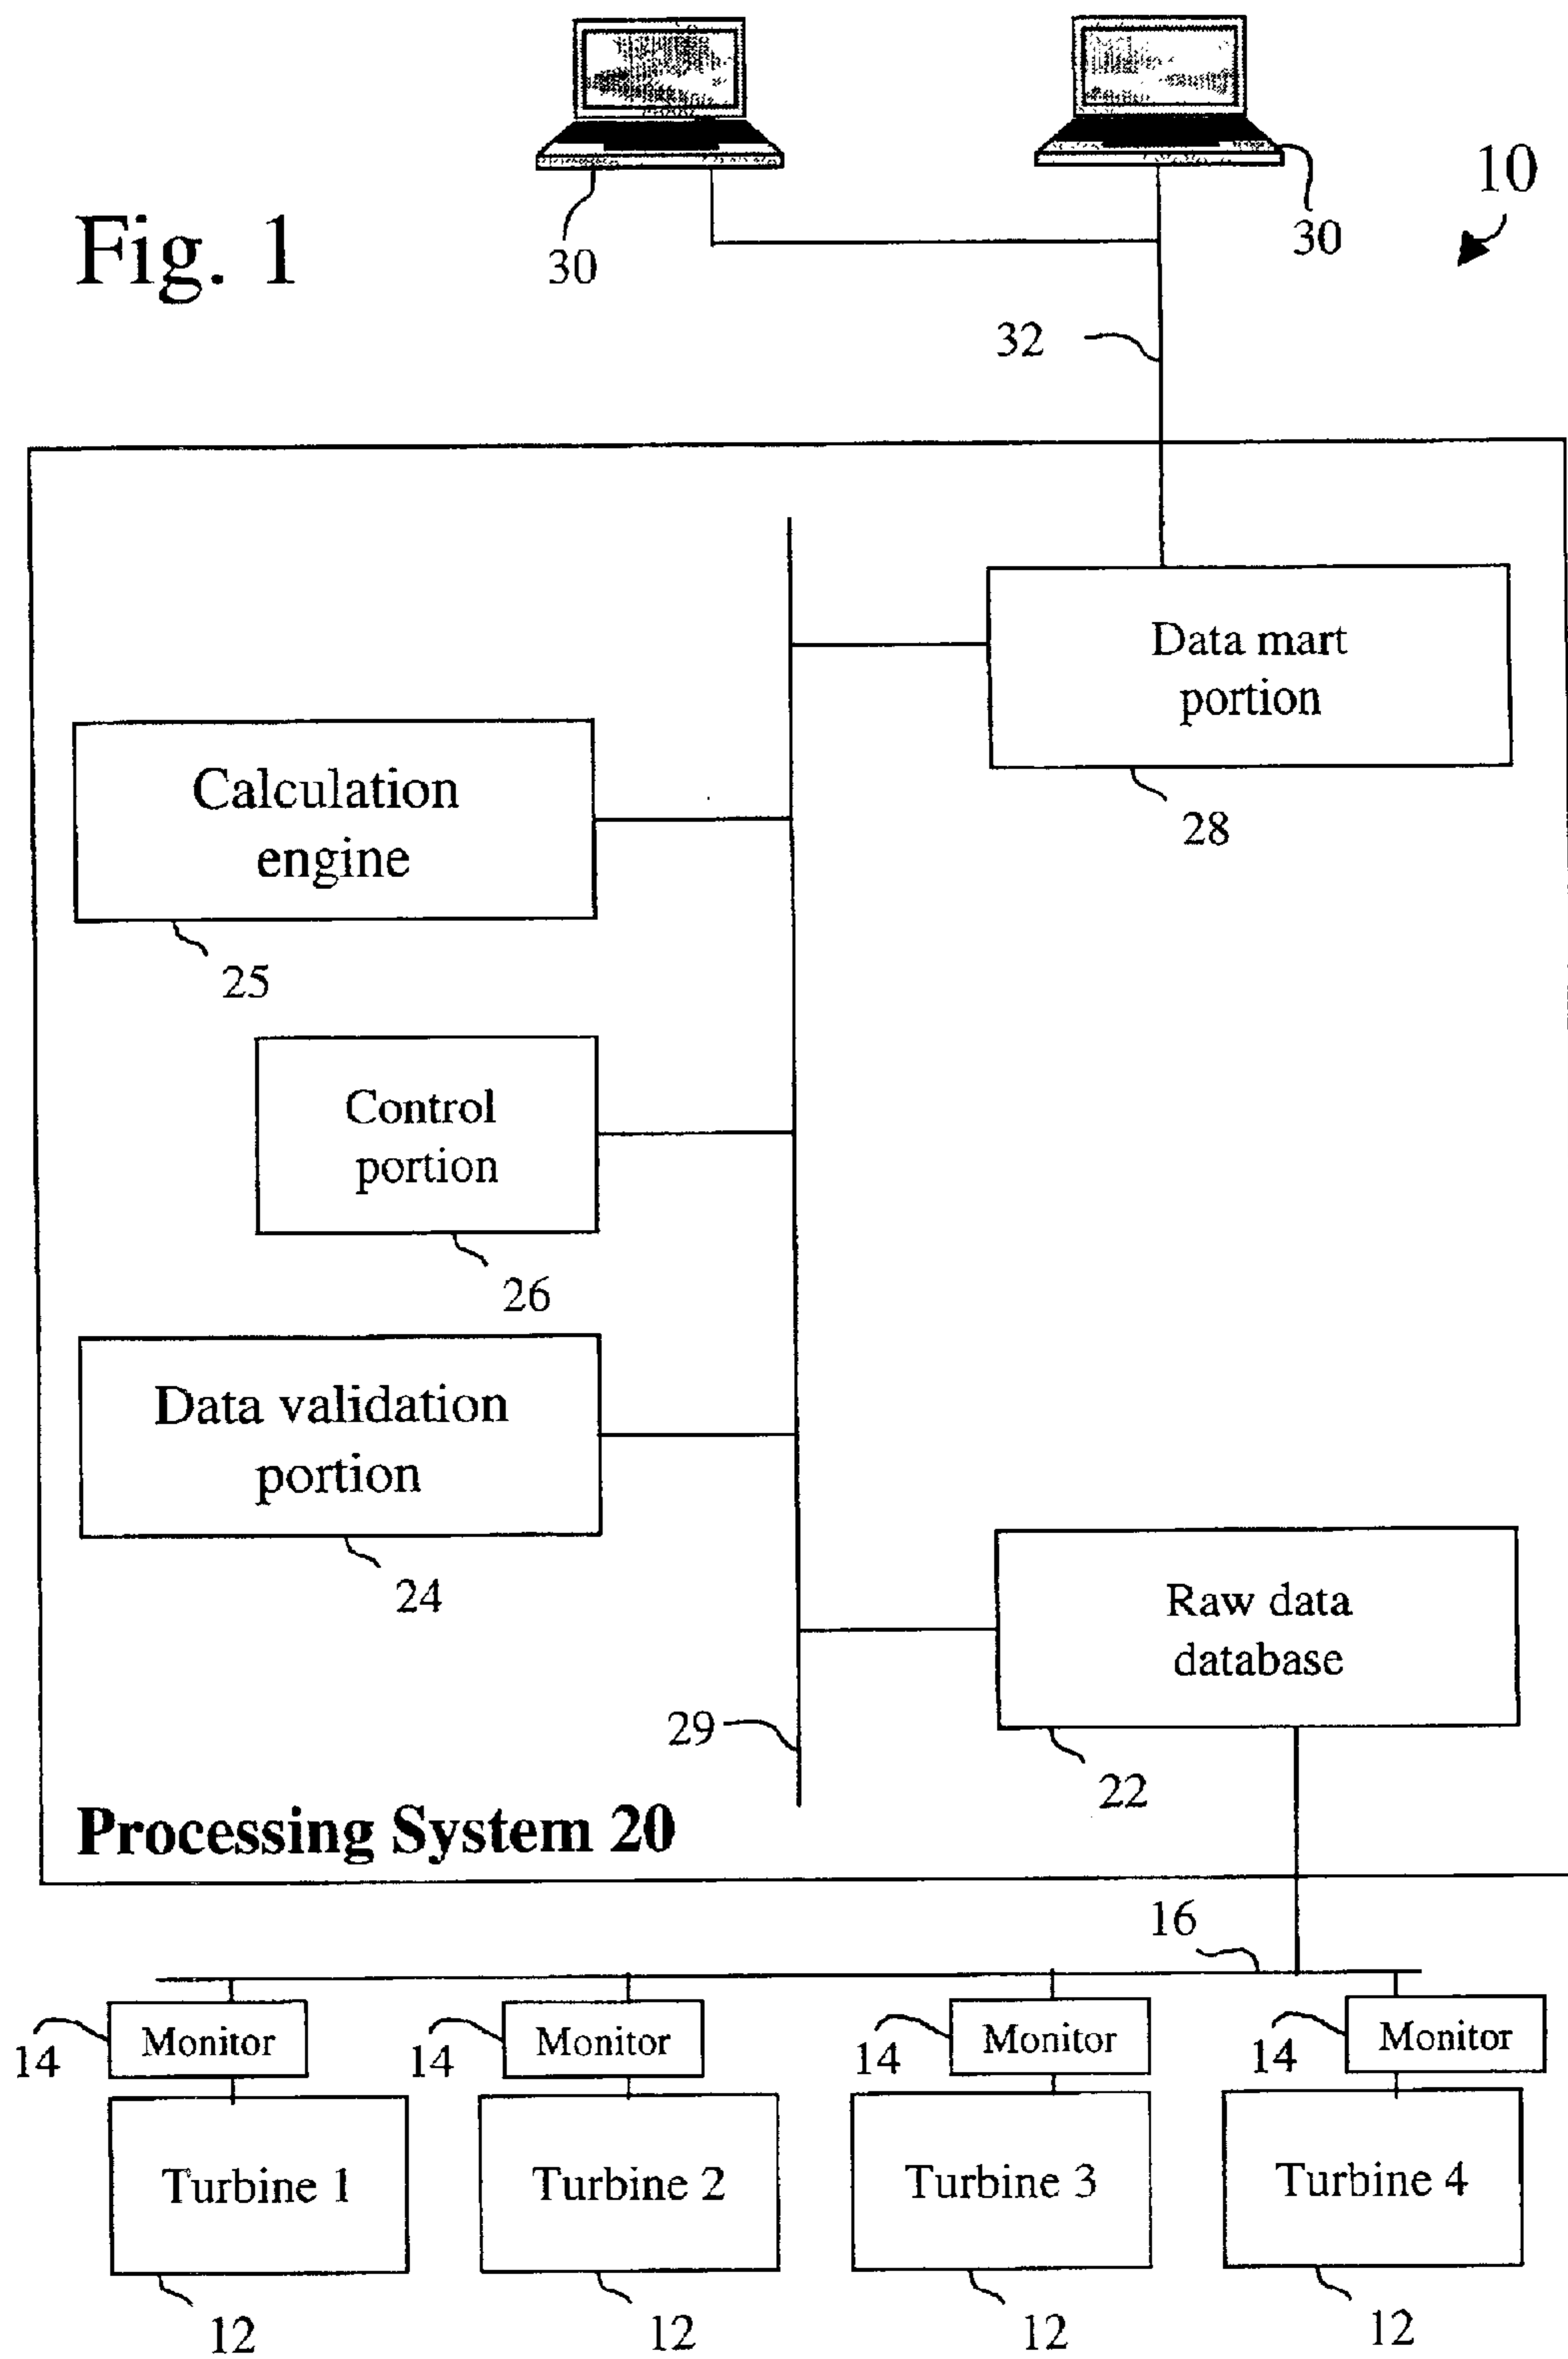 10
Fig. 1
30
30
32
Data mart
portion
28
Calculation
engine
25
Control
portion
26
Data validation
portion
24
Raw data
database
22
29
Processing System 20
16
14
Monitor
14
Monitor
14
Monitor
14
Monitor
Turbine 1
Turbine 2
Turbine 3
Turbine 4
12
12
12
12